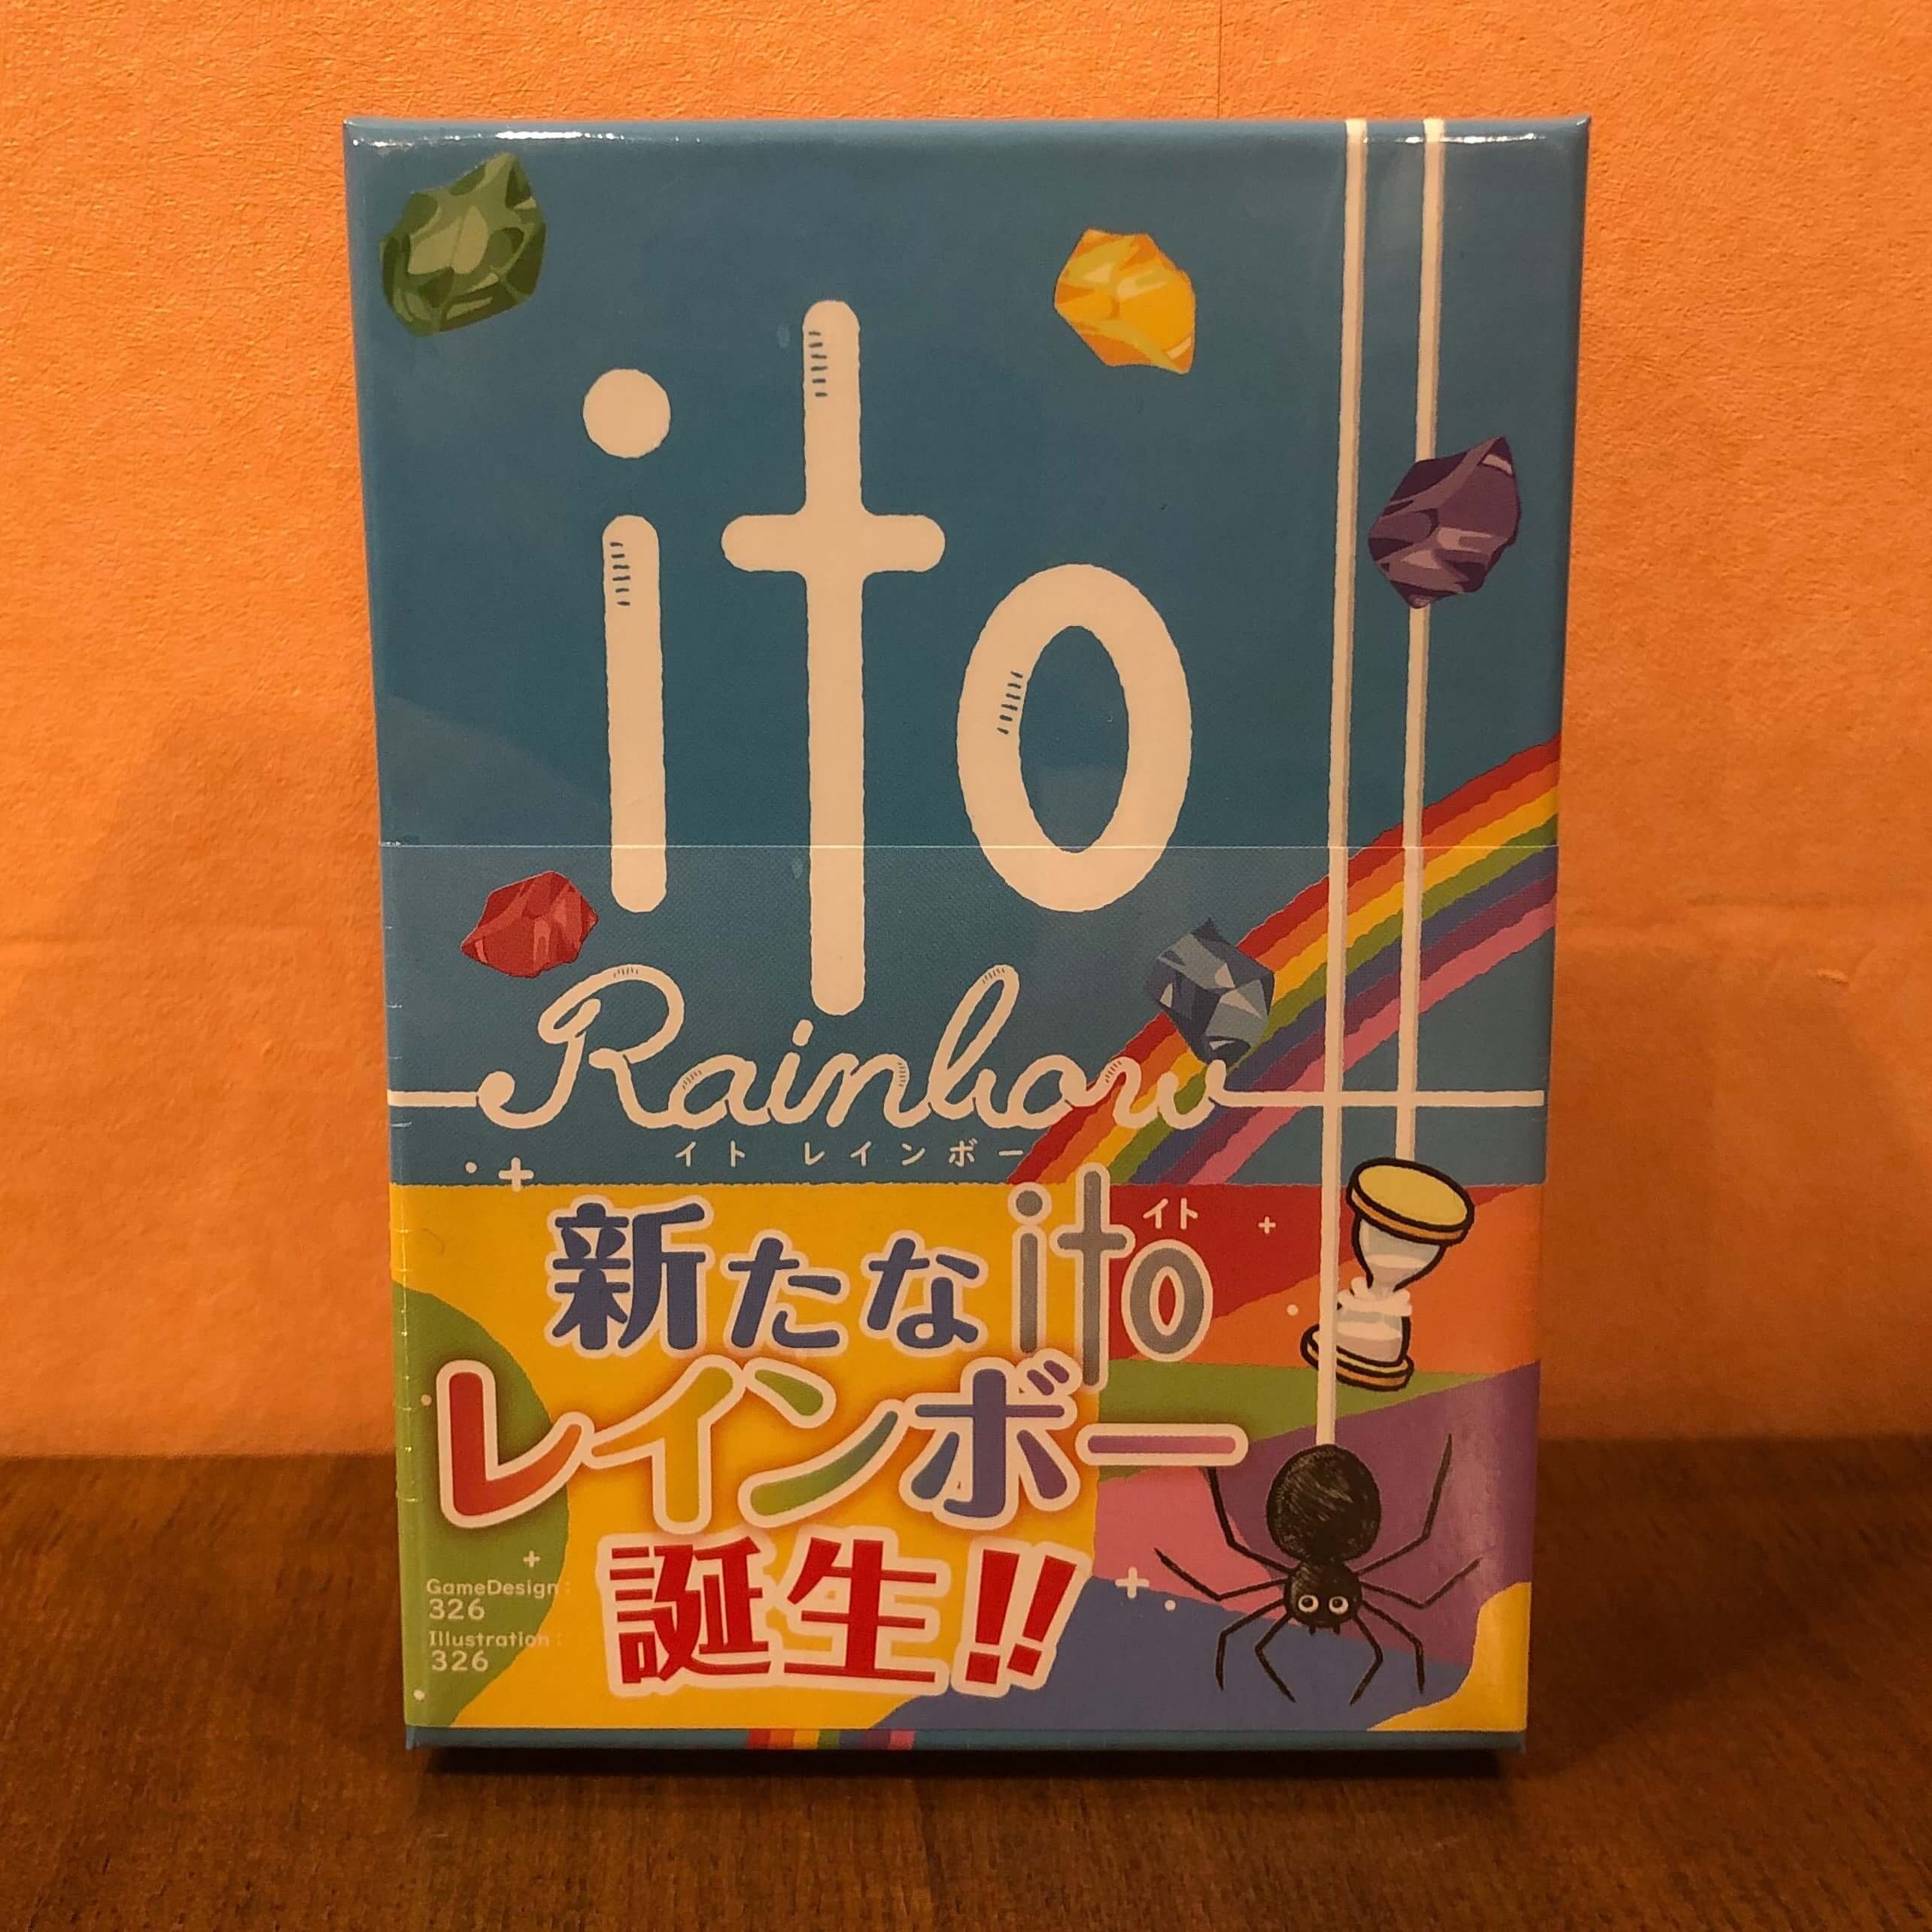 ito
Rainbow
イト レインボー
新たなito
イト
レインボー
誕生!!
GameDesign:
326
Illustration:
326